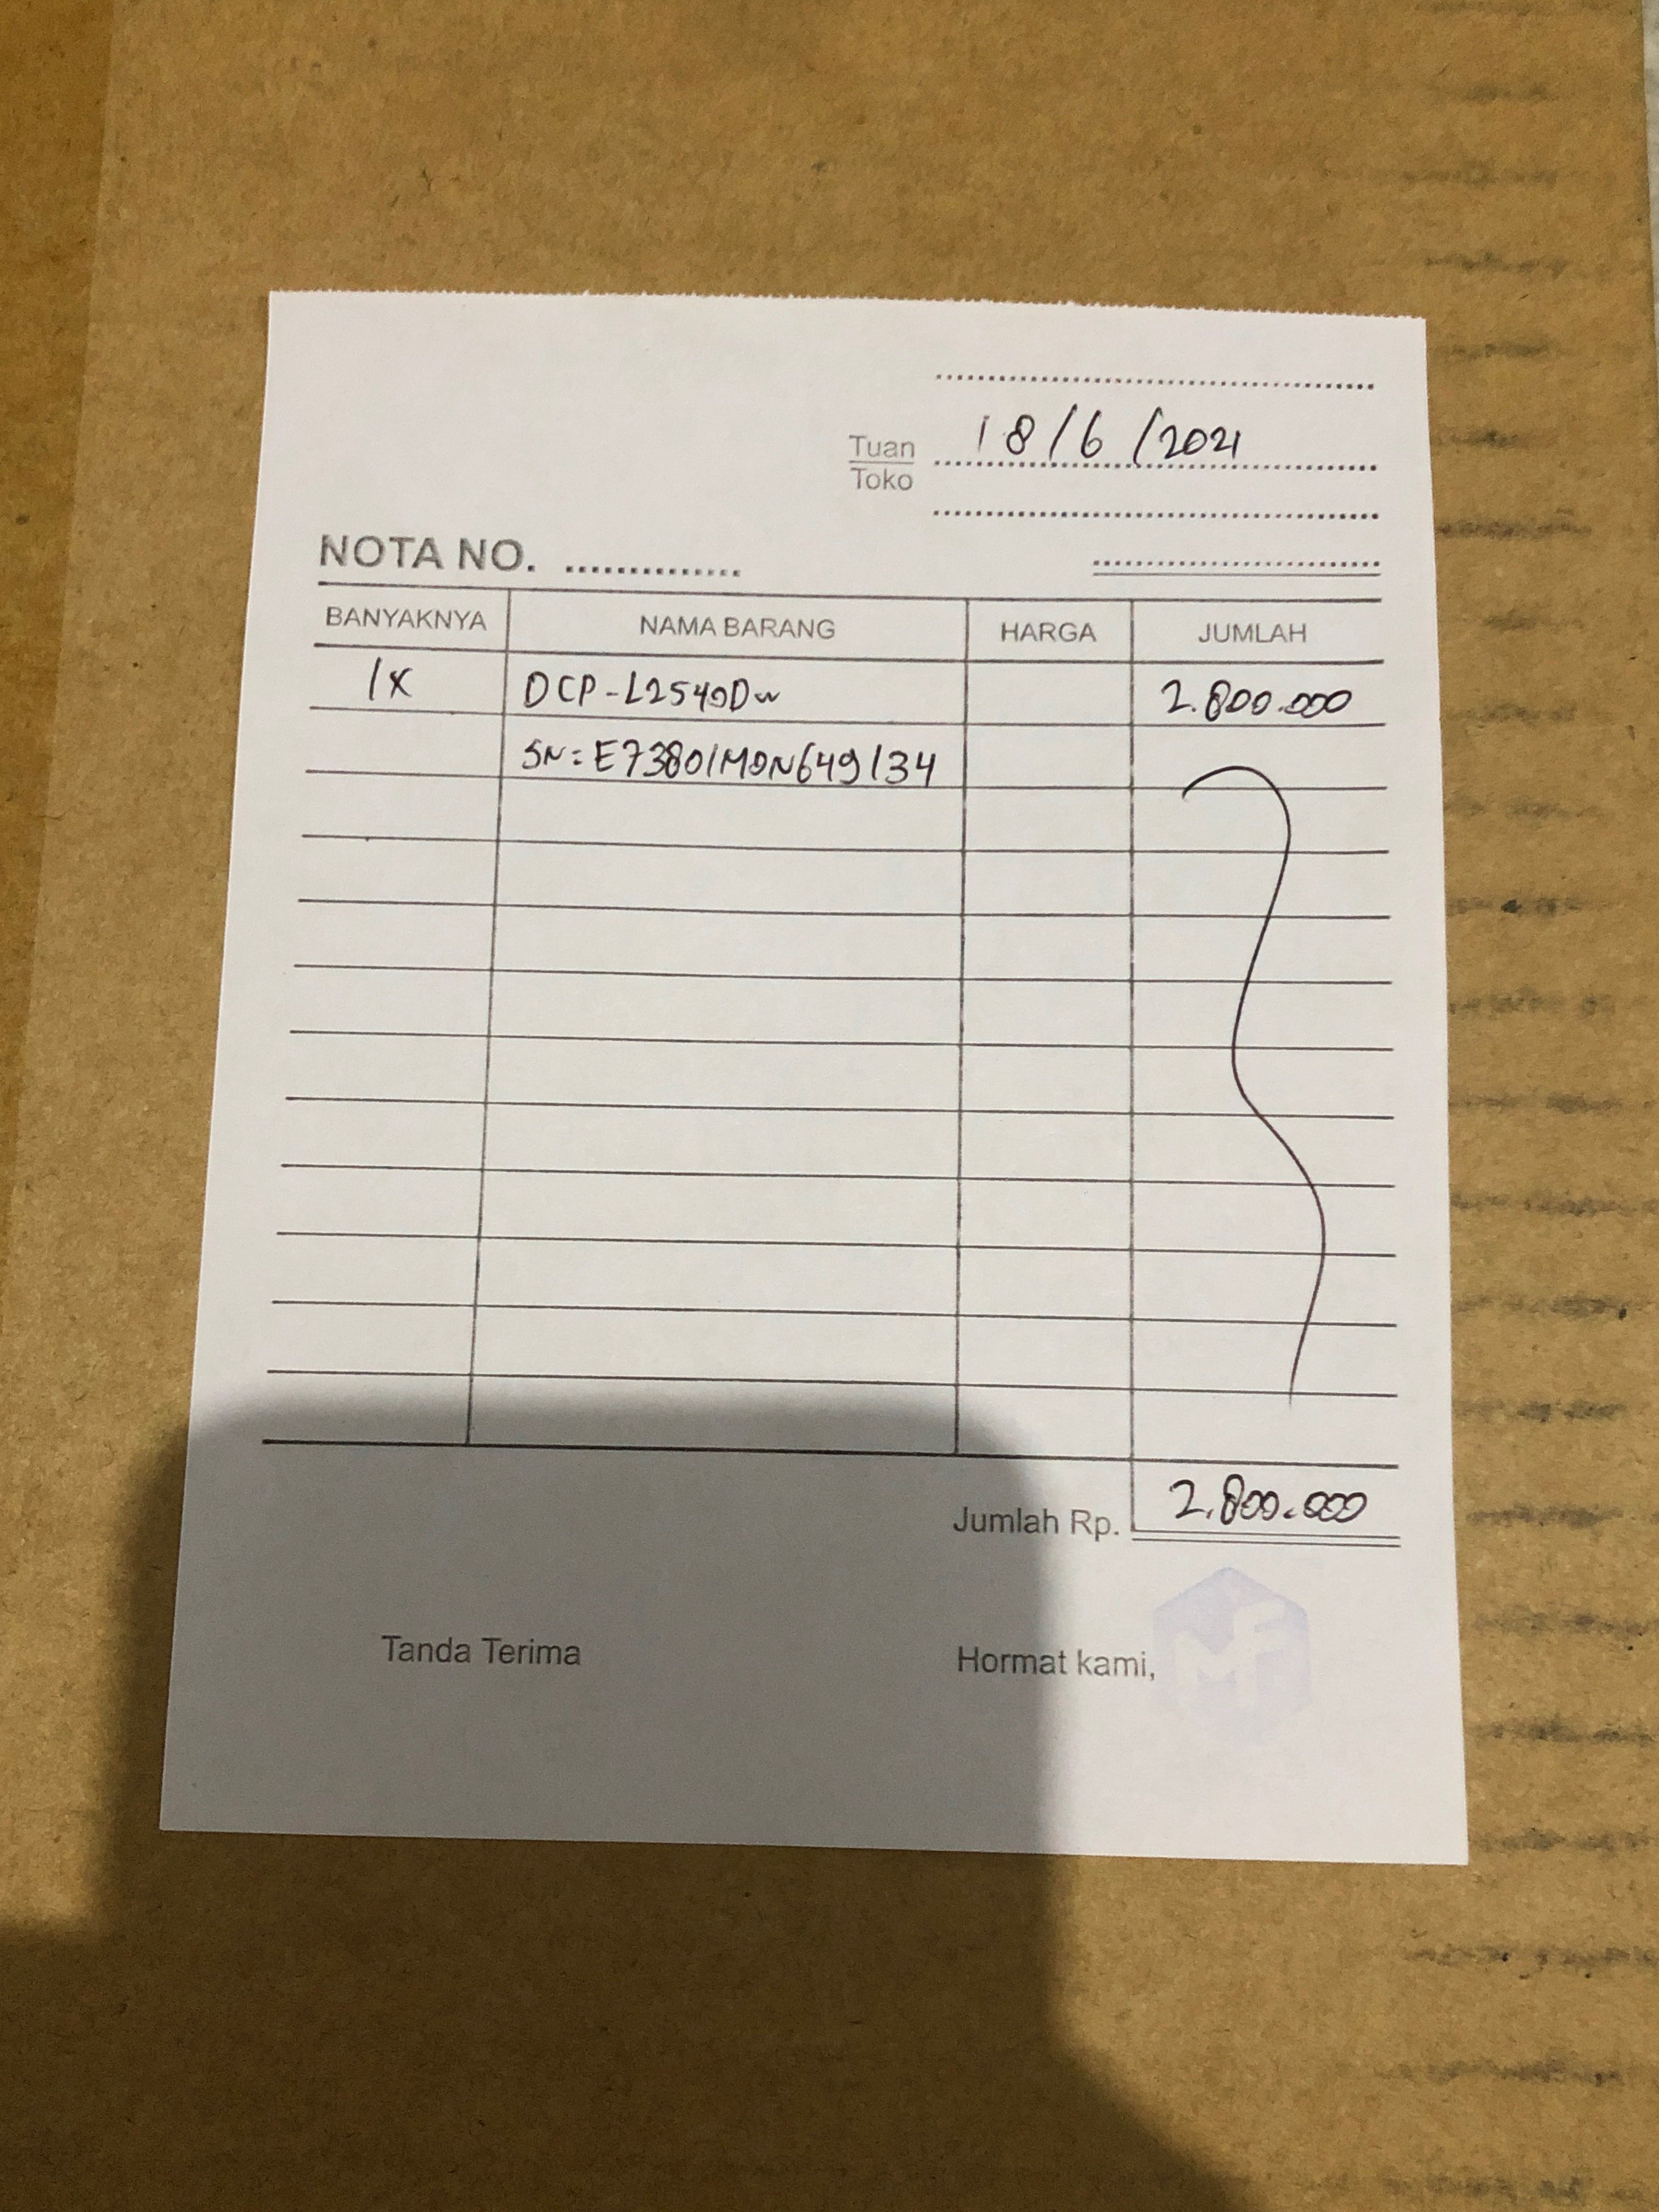 18/6/2021
Tuan
Toko
NOTA NO. ..............
BANYAKNYA NAMA BARANG HARGA JUMLAH
1x DCP-L2540Dw 2.800.000
SN: E73801M0N649134
Jumlah Rp. 2.800.000
Tanda Terima Hormat kami,
MF